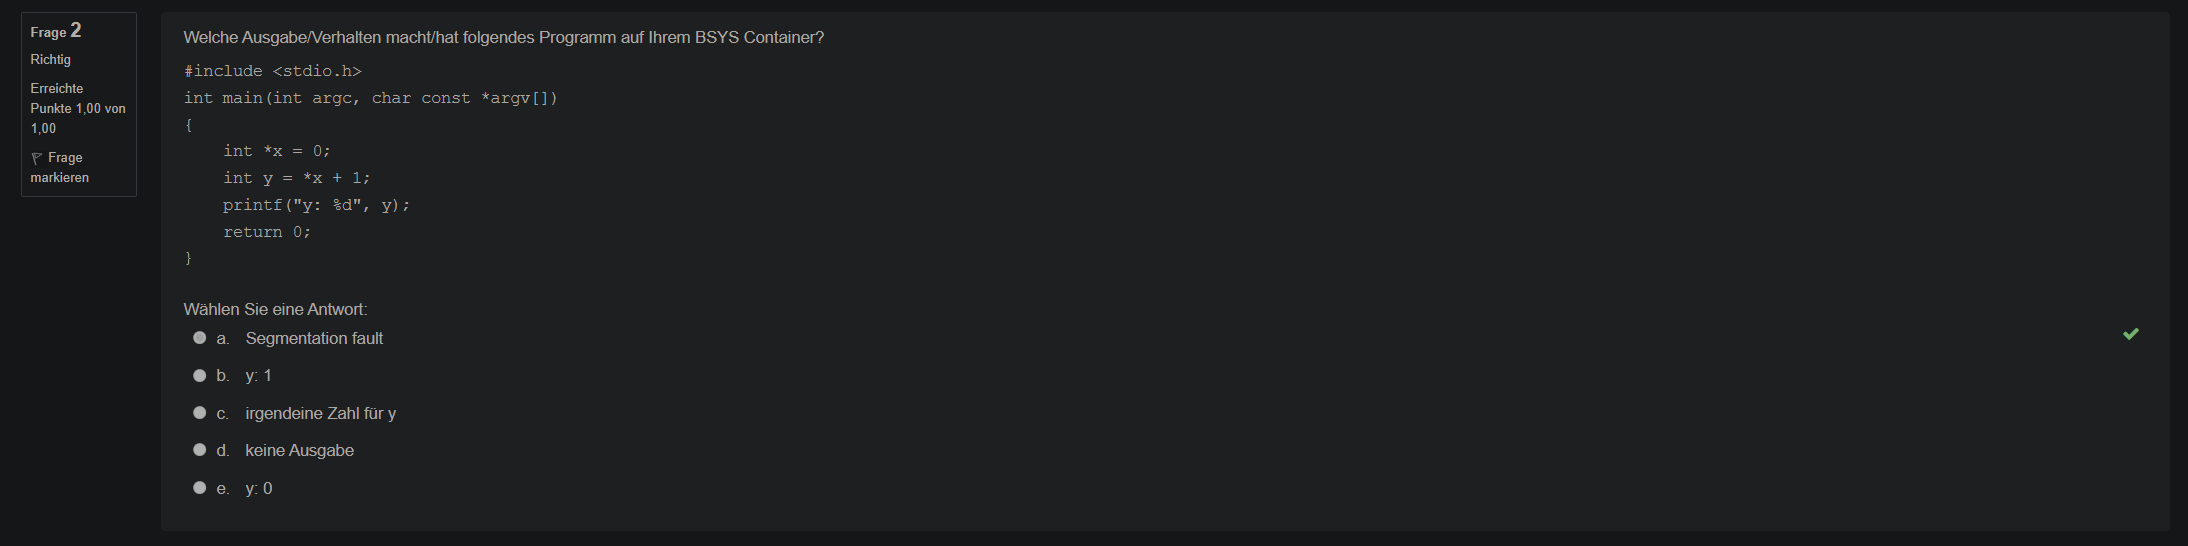 Frage 2
Richtig
Erreichte
Punkte 1,00 von
1,00
Frage
markieren
Welche Ausgabe/Verhalten macht/hat folgendes Programm auf Ihrem BSYS Container?
#include <stdio.h>
int main(int argc, char const *argv[])
{
    int *x = 0;
    int y = *x + 1;
    printf("y: %d", y);
    return 0;
}
Wählen Sie eine Antwort:
a. Segmentation fault
b. y: 1
c. irgendeine Zahl für y
d. keine Ausgabe
e. y: 0